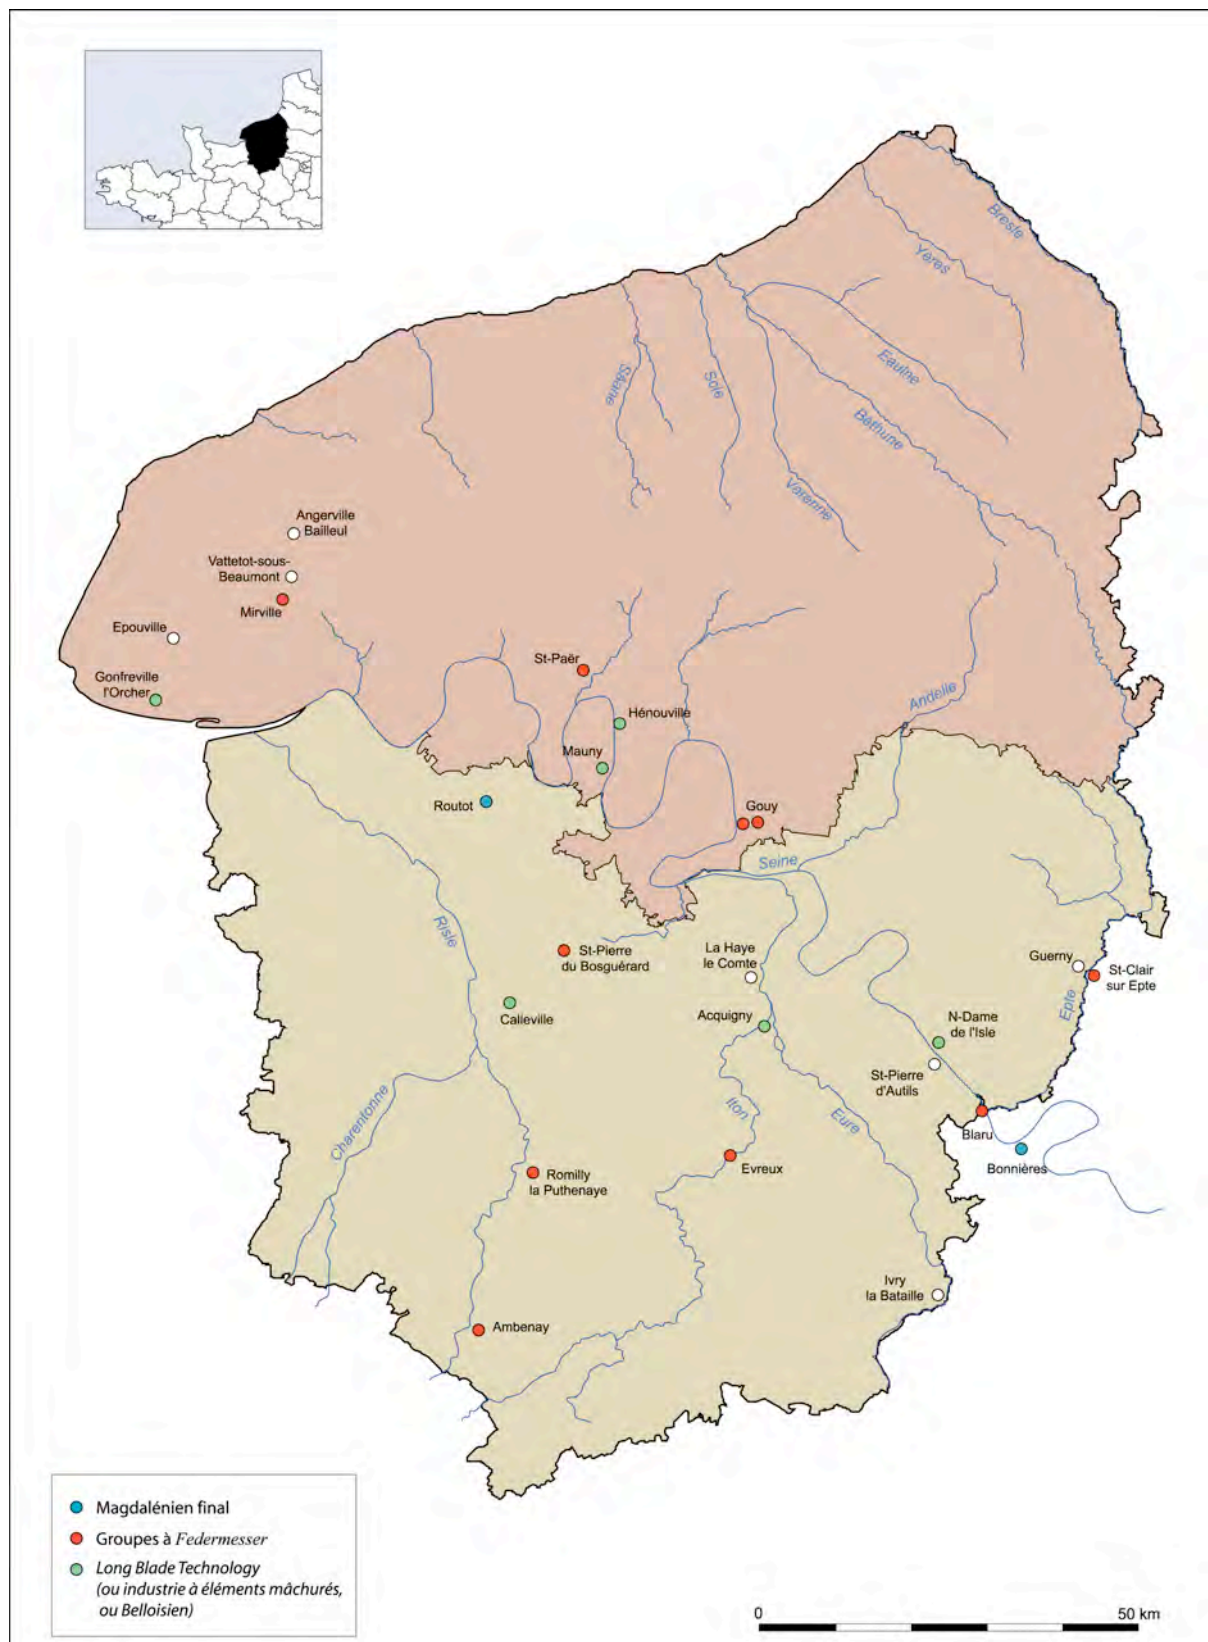 Bresle
Yeres
Eaulne
Saane
Scie
Béthune
Varenne
Angerville
Bailleul
Vattetot-sous-
Beaumont
Mirville
Epouville
St-Paër
Gonfreville
l'Orcher
Andelle
Hénouville
Mauny
Routot
Gouy
Seine
Risle
St-Pierre
du Bosguérard
La Haye
le Comte
Guerny
St-Clair
sur Epte
Epte
Calleville
Acquigny
N-Dame
de l'Isle
St-Pierre
d'Autils
Charentonne
Iton
Eure
Blaru
Bonnières
Evreux
Romilly
la Puthenaye
Ivry
la Bataille
Ambenay
Magdalénien final
Groupes à Federmesser
Long Blade Technology
(ou industrie à éléments mâchurés,
ou Belloisien)
0 50 km